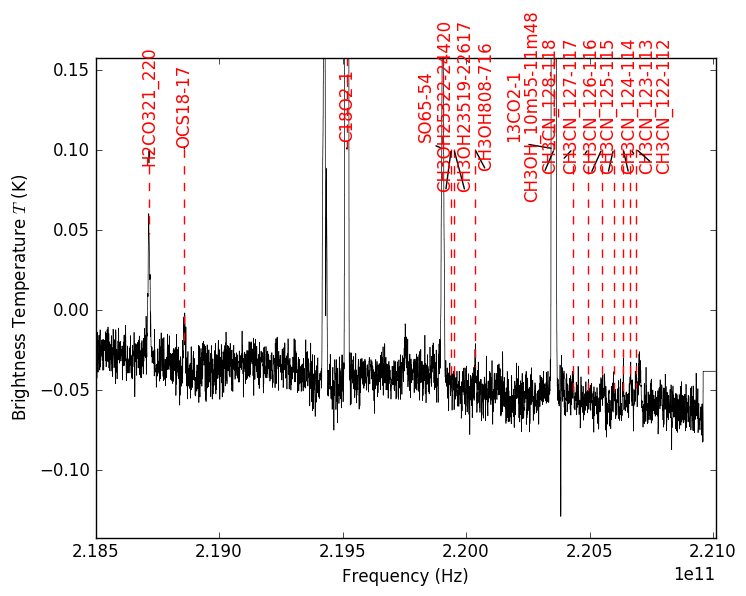 H2CO321_220
OCS18-17
C18O2-1
SO65-54
CH3OH25322-24420
CH3OH23519-22617
CH3OH808-716
13CO2-1
CH3OH_10m55-11m48
CH3CN_128-118
CH3CN_127-117
CH3CN_126-116
CH3CN_125-115
CH3CN_124-114
CH3CN_123-113
CH3CN_122-112
0.15
0.10
0.05
0.00
−0.05
−0.10
Brightness Temperature T (K)
2.185 2.190 2.195 2.200 2.205 2.210
1e11
Frequency (Hz)